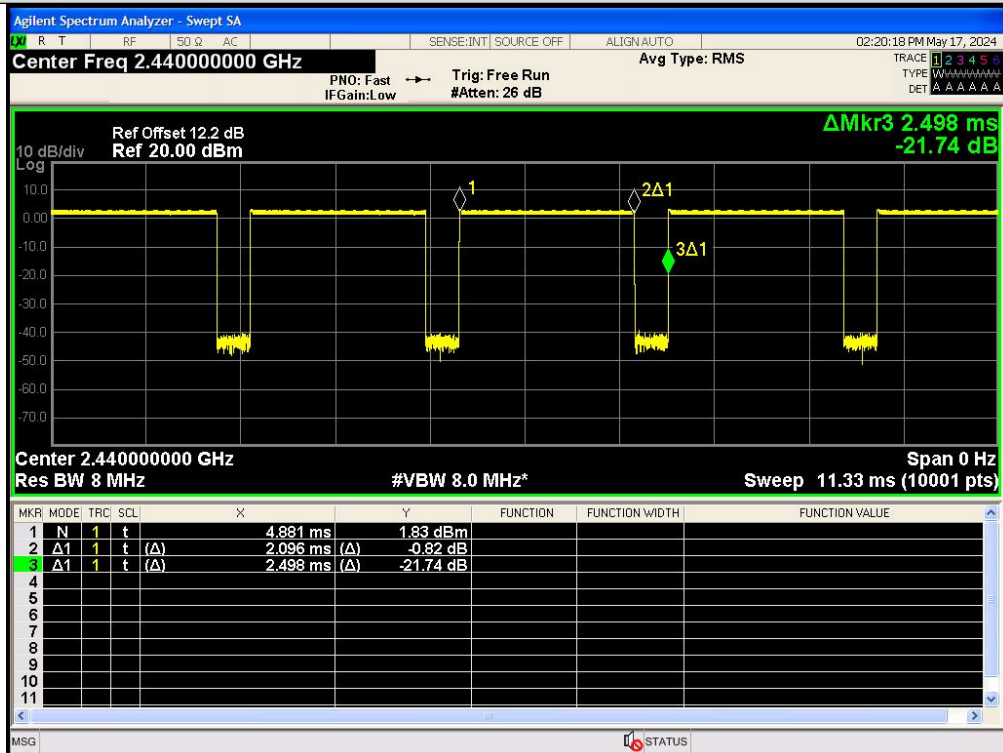 Agilent Spectrum Analyzer - Swept SA
LXI R T RF 50 Ω AC SENSE:INT SOURCE OFF ALIGN AUTO 02:20:18 PM May 17, 2024
Center Freq 2.440000000 GHz
PNO: Fast
IFGain:Low
Trig: Free Run
#Atten: 26 dB
Avg Type: RMS
TRACE 1 2 3 4 5 6
TYPE WWWWWW
DET A A A A A A
ΔMkr3 2.498 ms
-21.74 dB
Ref Offset 12.2 dB
10 dB/div Ref 20.00 dBm
Log
10.0
0.00
-10.0
-20.0
-30.0
-40.0
-50.0
-60.0
-70.0
1
2Δ1
3Δ1
Center 2.440000000 GHz Span 0 Hz
Res BW 8 MHz #VBW 8.0 MHz* Sweep 11.33 ms (10001 pts)
MKR MODE TRC SCL X Y FUNCTION FUNCTION WIDTH FUNCTION VALUE
1 N 1 t 4.881 ms 1.83 dBm
2 Δ1 1 t (Δ) 2.096 ms (Δ) -0.82 dB
3 Δ1 1 t (Δ) 2.498 ms (Δ) -21.74 dB
4
5
6
7
8
9
10
11
MSG STATUS